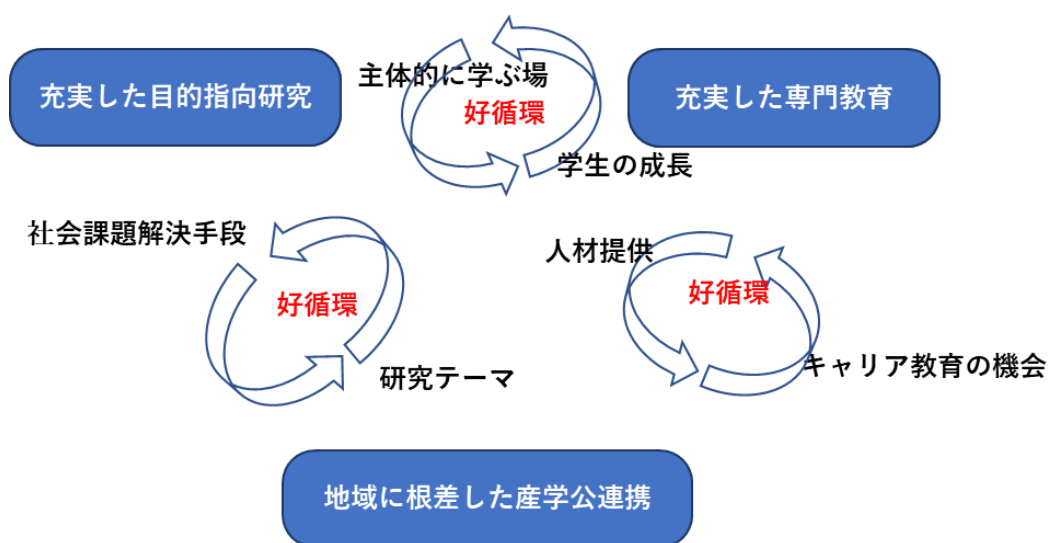 主体的に学ぶ場
充実した目的指向研究
好循環
充実した専門教育
学生の成長
社会課題解決手段
人材提供
好循環
好循環
研究テーマ
キャリア教育の機会
地域に根差した産学公連携